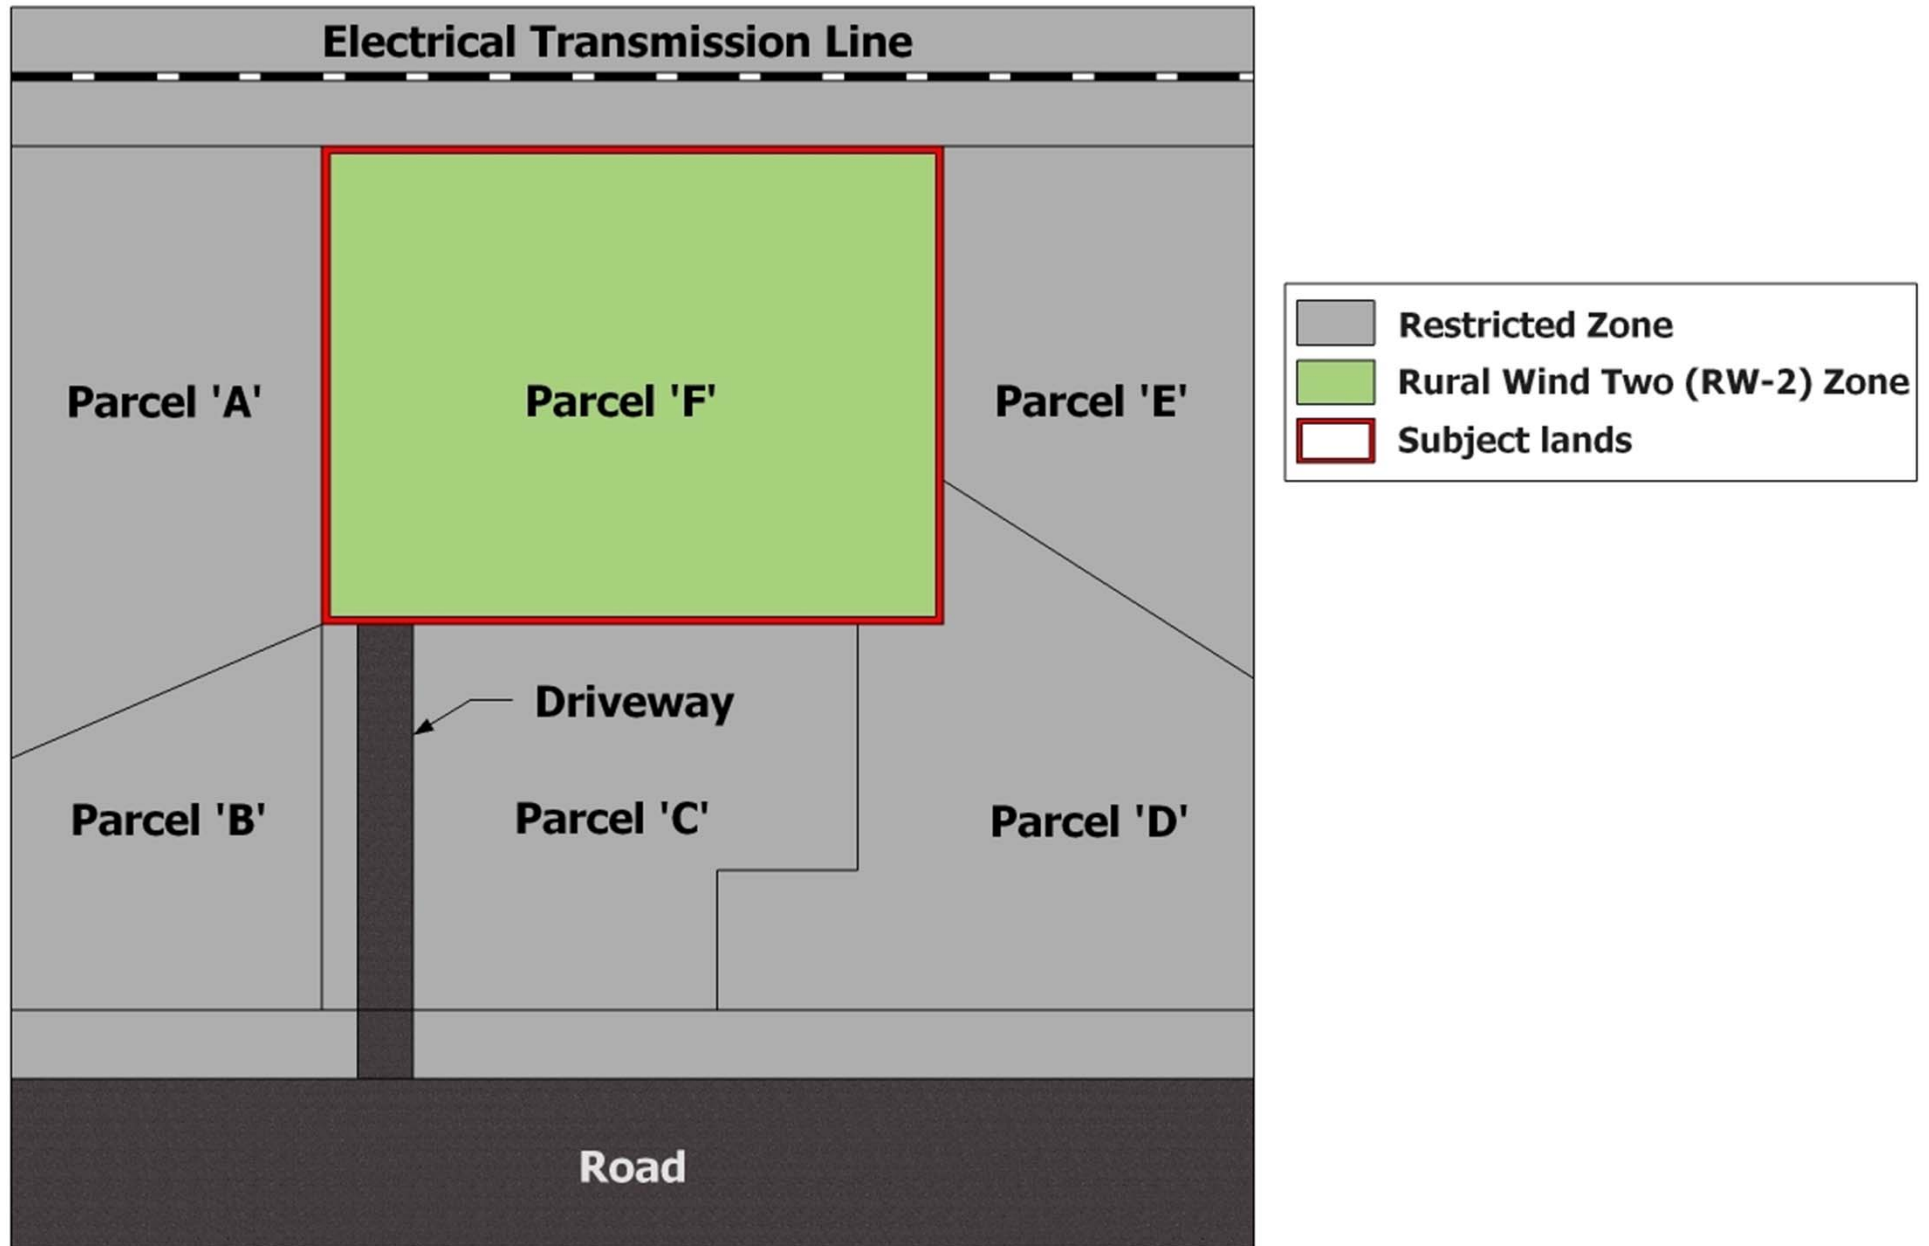 Electrical Transmission Line
Parcel 'A'
Parcel 'F'
Parcel 'E'
Restricted Zone
Rural Wind Two (RW-2) Zone
Subject lands
Driveway
Parcel 'B'
Parcel 'C'
Parcel 'D'
Road